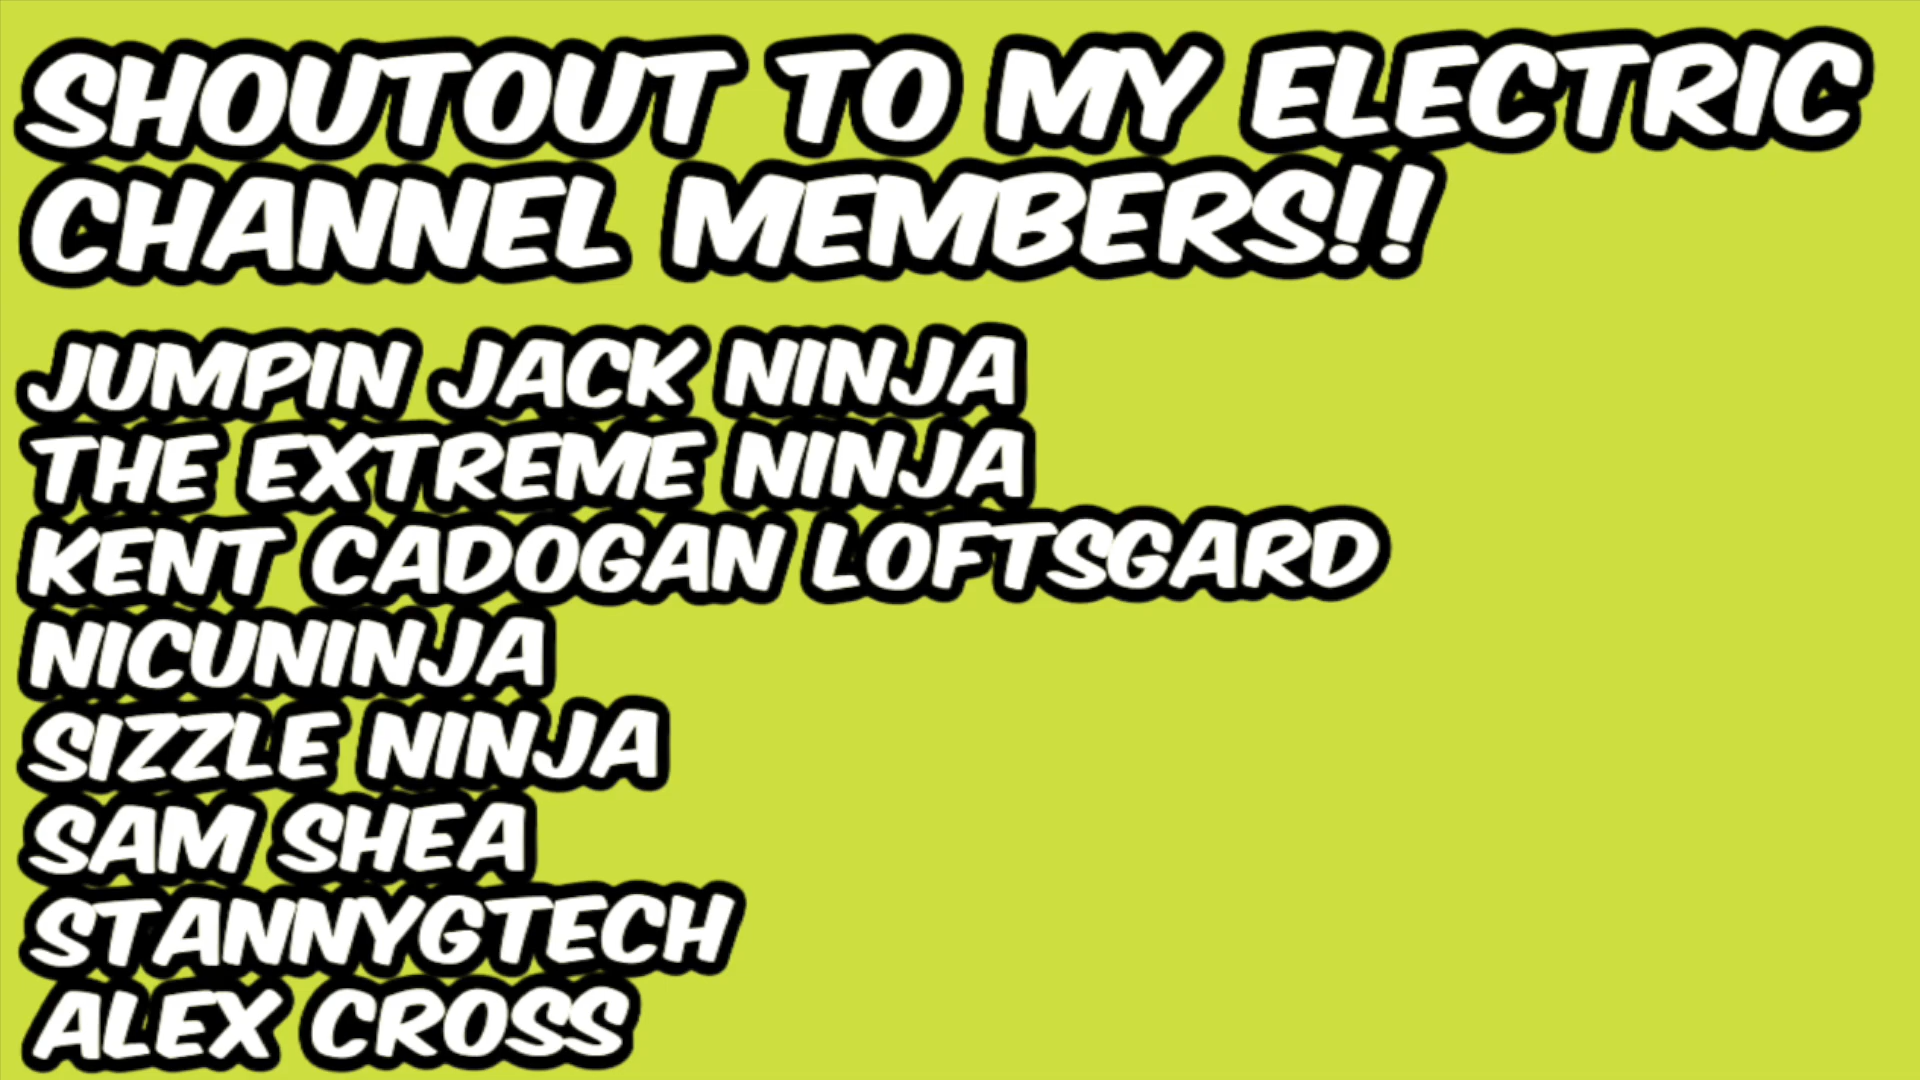 SHOUTOUT TO MY ELECTRIC
CHANNEL MEMBERS!!
JUMPIN JACK NINJA
THE EXTREME NINJA
KENT CADOGAN LOFTSGARD
NICUNINJA
SIZZLE NINJA
SAM SHEA
STANNYGTECH
ALEX CROSS